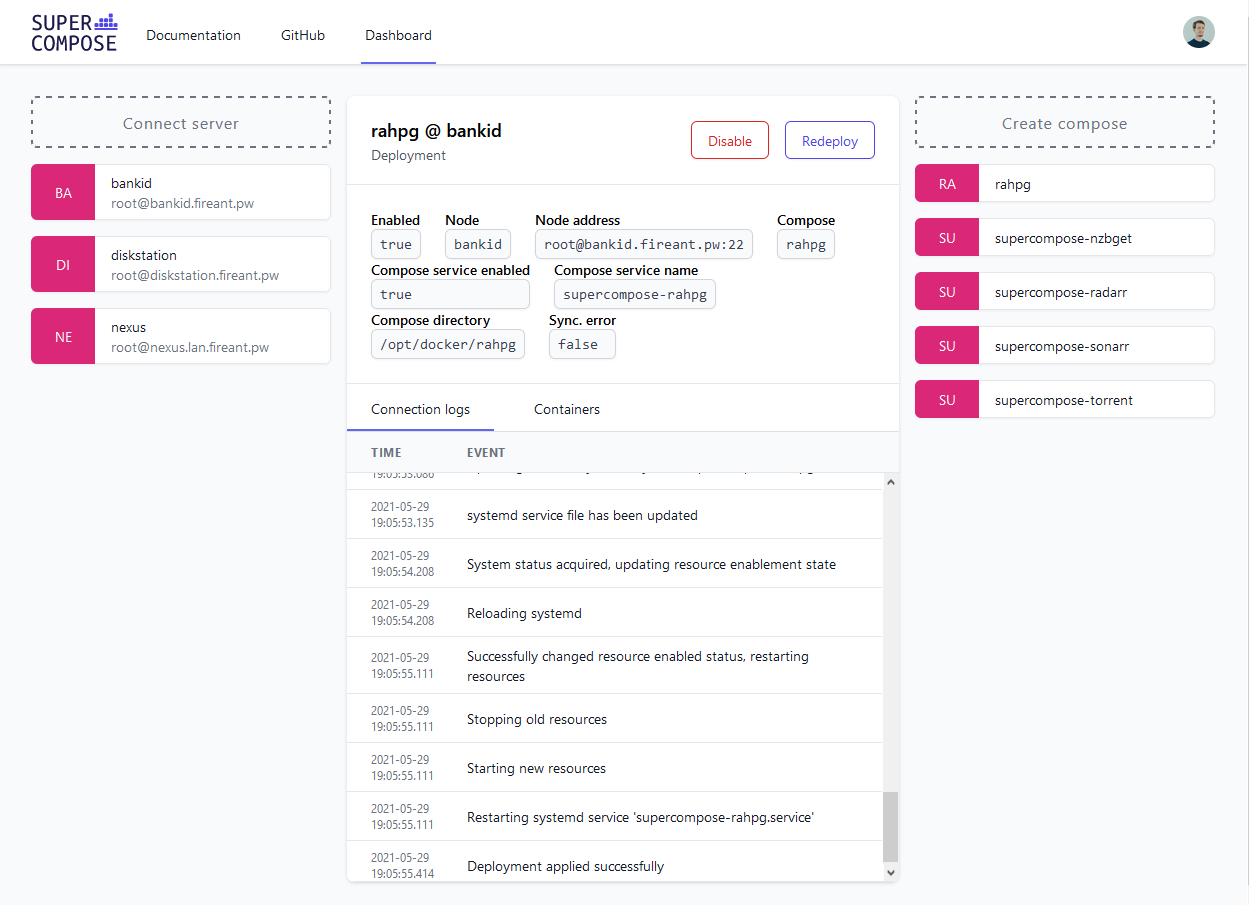 SUPER
COMPOSE
Documentation
GitHub
Dashboard
Connect server
BA
bankid
root@bankid.fireant.pw
DI
diskstation
root@diskstation.fireant.pw
NE
nexus
root@nexus.lan.fireant.pw
rahpg @ bankid
Deployment
Disable
Redeploy
Enabled
true
Node
bankid
Node address
root@bankid.fireant.pw:22
Compose
rahpg
Compose service enabled
true
Compose service name
supercompose-rahpg
Compose directory
/opt/docker/rahpg
Sync. error
false
Connection logs
Containers
TIME
EVENT
2021-05-29
19:05:53.135
systemd service file has been updated
2021-05-29
19:05:54.208
System status acquired, updating resource enablement state
2021-05-29
19:05:54.208
Reloading systemd
2021-05-29
19:05:55.111
Successfully changed resource enabled status, restarting
resources
2021-05-29
19:05:55.111
Stopping old resources
2021-05-29
19:05:55.111
Starting new resources
2021-05-29
19:05:55.111
Restarting systemd service 'supercompose-rahpg.service'
2021-05-29
19:05:55.414
Deployment applied successfully
Create compose
RA
rahpg
SU
supercompose-nzbget
SU
supercompose-radarr
SU
supercompose-sonarr
SU
supercompose-torrent